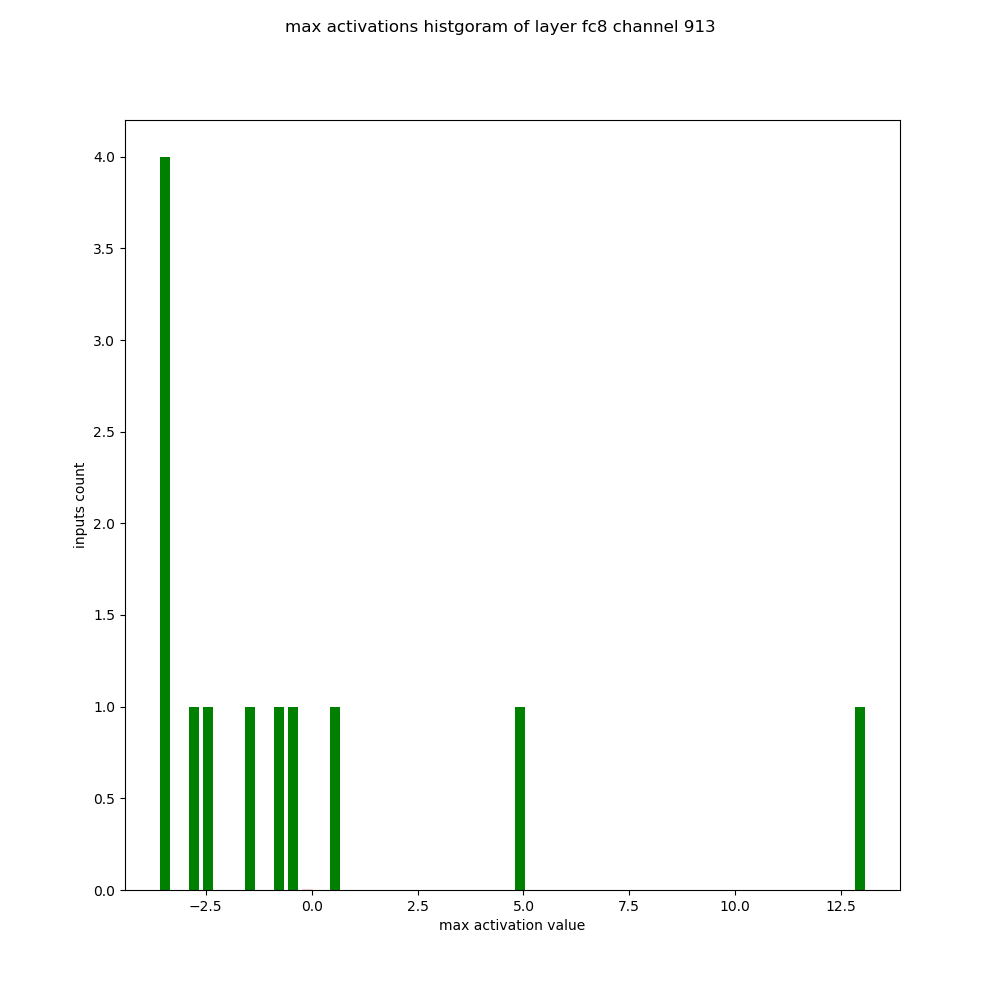 max activations histgoram of layer fc8 channel 913
4.0
3.5
3.0
2.5
2.0
1.5
1.0
0.5
0.0
inputs count
−2.5 0.0 2.5 5.0 7.5 10.0 12.5
max activation value